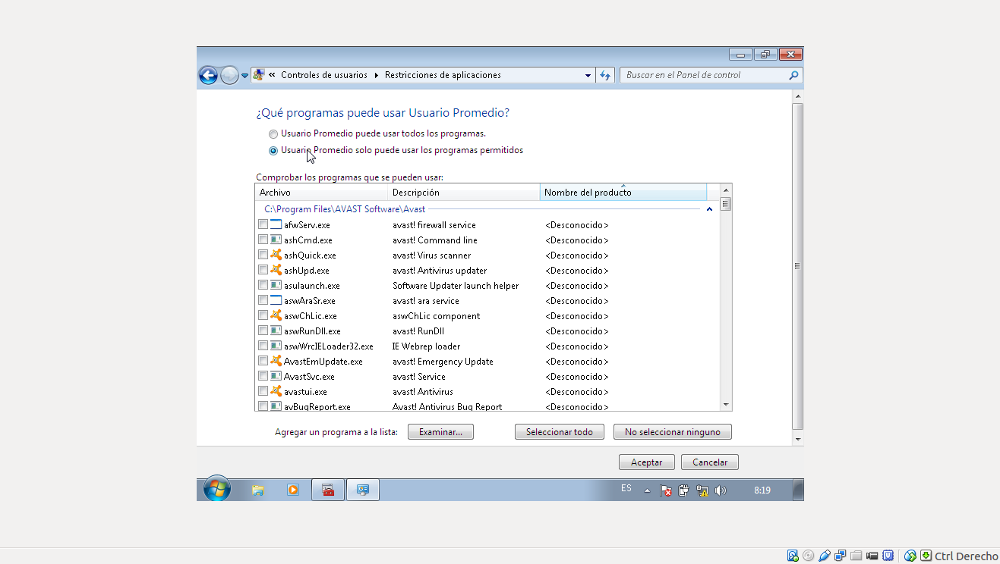 « Controles de usuarios Restricciones de aplicaciones Buscar en el Panel de control
¿Qué programas puede usar Usuario Promedio?
Usuario Promedio puede usar todos los programas.
Usuario Promedio solo puede usar los programas permitidos
Comprobar los programas que se pueden usar:
Archivo Descripción Nombre del producto
C:\Program Files\AVAST Software\Avast
afwServ.exe avast! firewall service <Desconocido>
ashCmd.exe avast! Command line <Desconocido>
ashQuick.exe avast! Virus scanner <Desconocido>
ashUpd.exe avast! Antivirus updater <Desconocido>
asulaunch.exe Software Updater launch helper <Desconocido>
aswAraSr.exe avast! ara service <Desconocido>
aswChLic.exe aswChLic component <Desconocido>
aswRunDll.exe avast! RunDll <Desconocido>
aswWrcIELoader32.exe IE Webrep loader <Desconocido>
AvastEmUpdate.exe avast! Emergency Update <Desconocido>
AvastSvc.exe avast! Service <Desconocido>
avastui.exe avast! Antivirus <Desconocido>
avBugReport.exe Avast! Antivirus Bug Report <Desconocido>
Agregar un programa a la lista: Examinar... Seleccionar todo No seleccionar ninguno
Aceptar Cancelar
ES 8:19
Ctrl Derecho